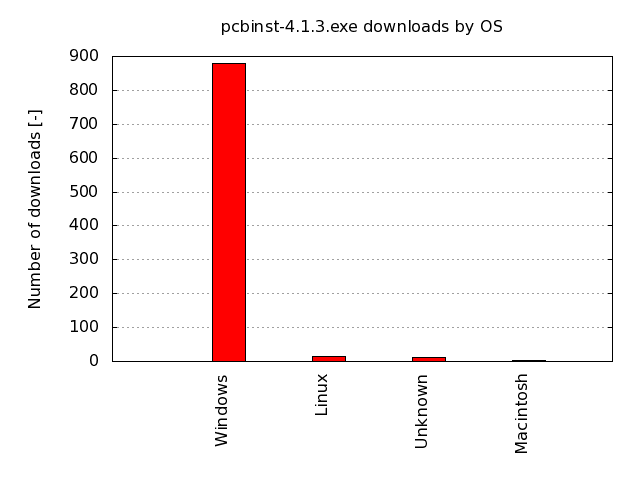 pcbinst-4.1.3.exe downloads by OS
Number of downloads [-]
900
800
700
600
500
400
300
200
100
0
Windows
Linux
Unknown
Macintosh